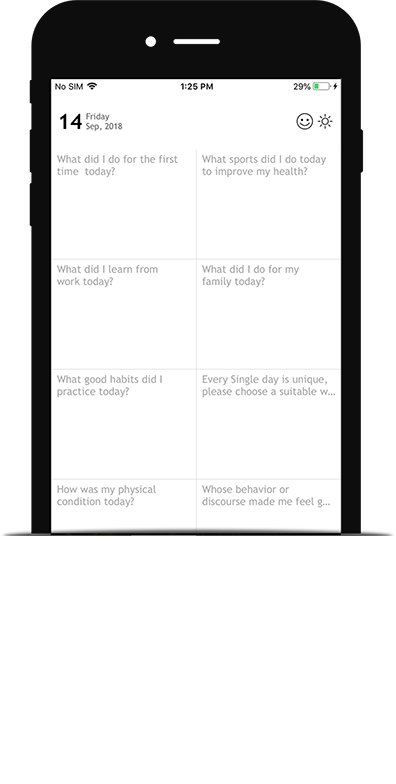 No SIM 1:25 PM 29%
14 Friday
Sep, 2018
What did I do for the first
time today?
What sports did I do today
to improve my health?
What did I learn from
work today?
What did I do for my
family today?
What good habits did I
practice today?
Every Single day is unique,
please choose a suitable w...
How was my physical
condition today?
Whose behavior or
discourse made me feel g...